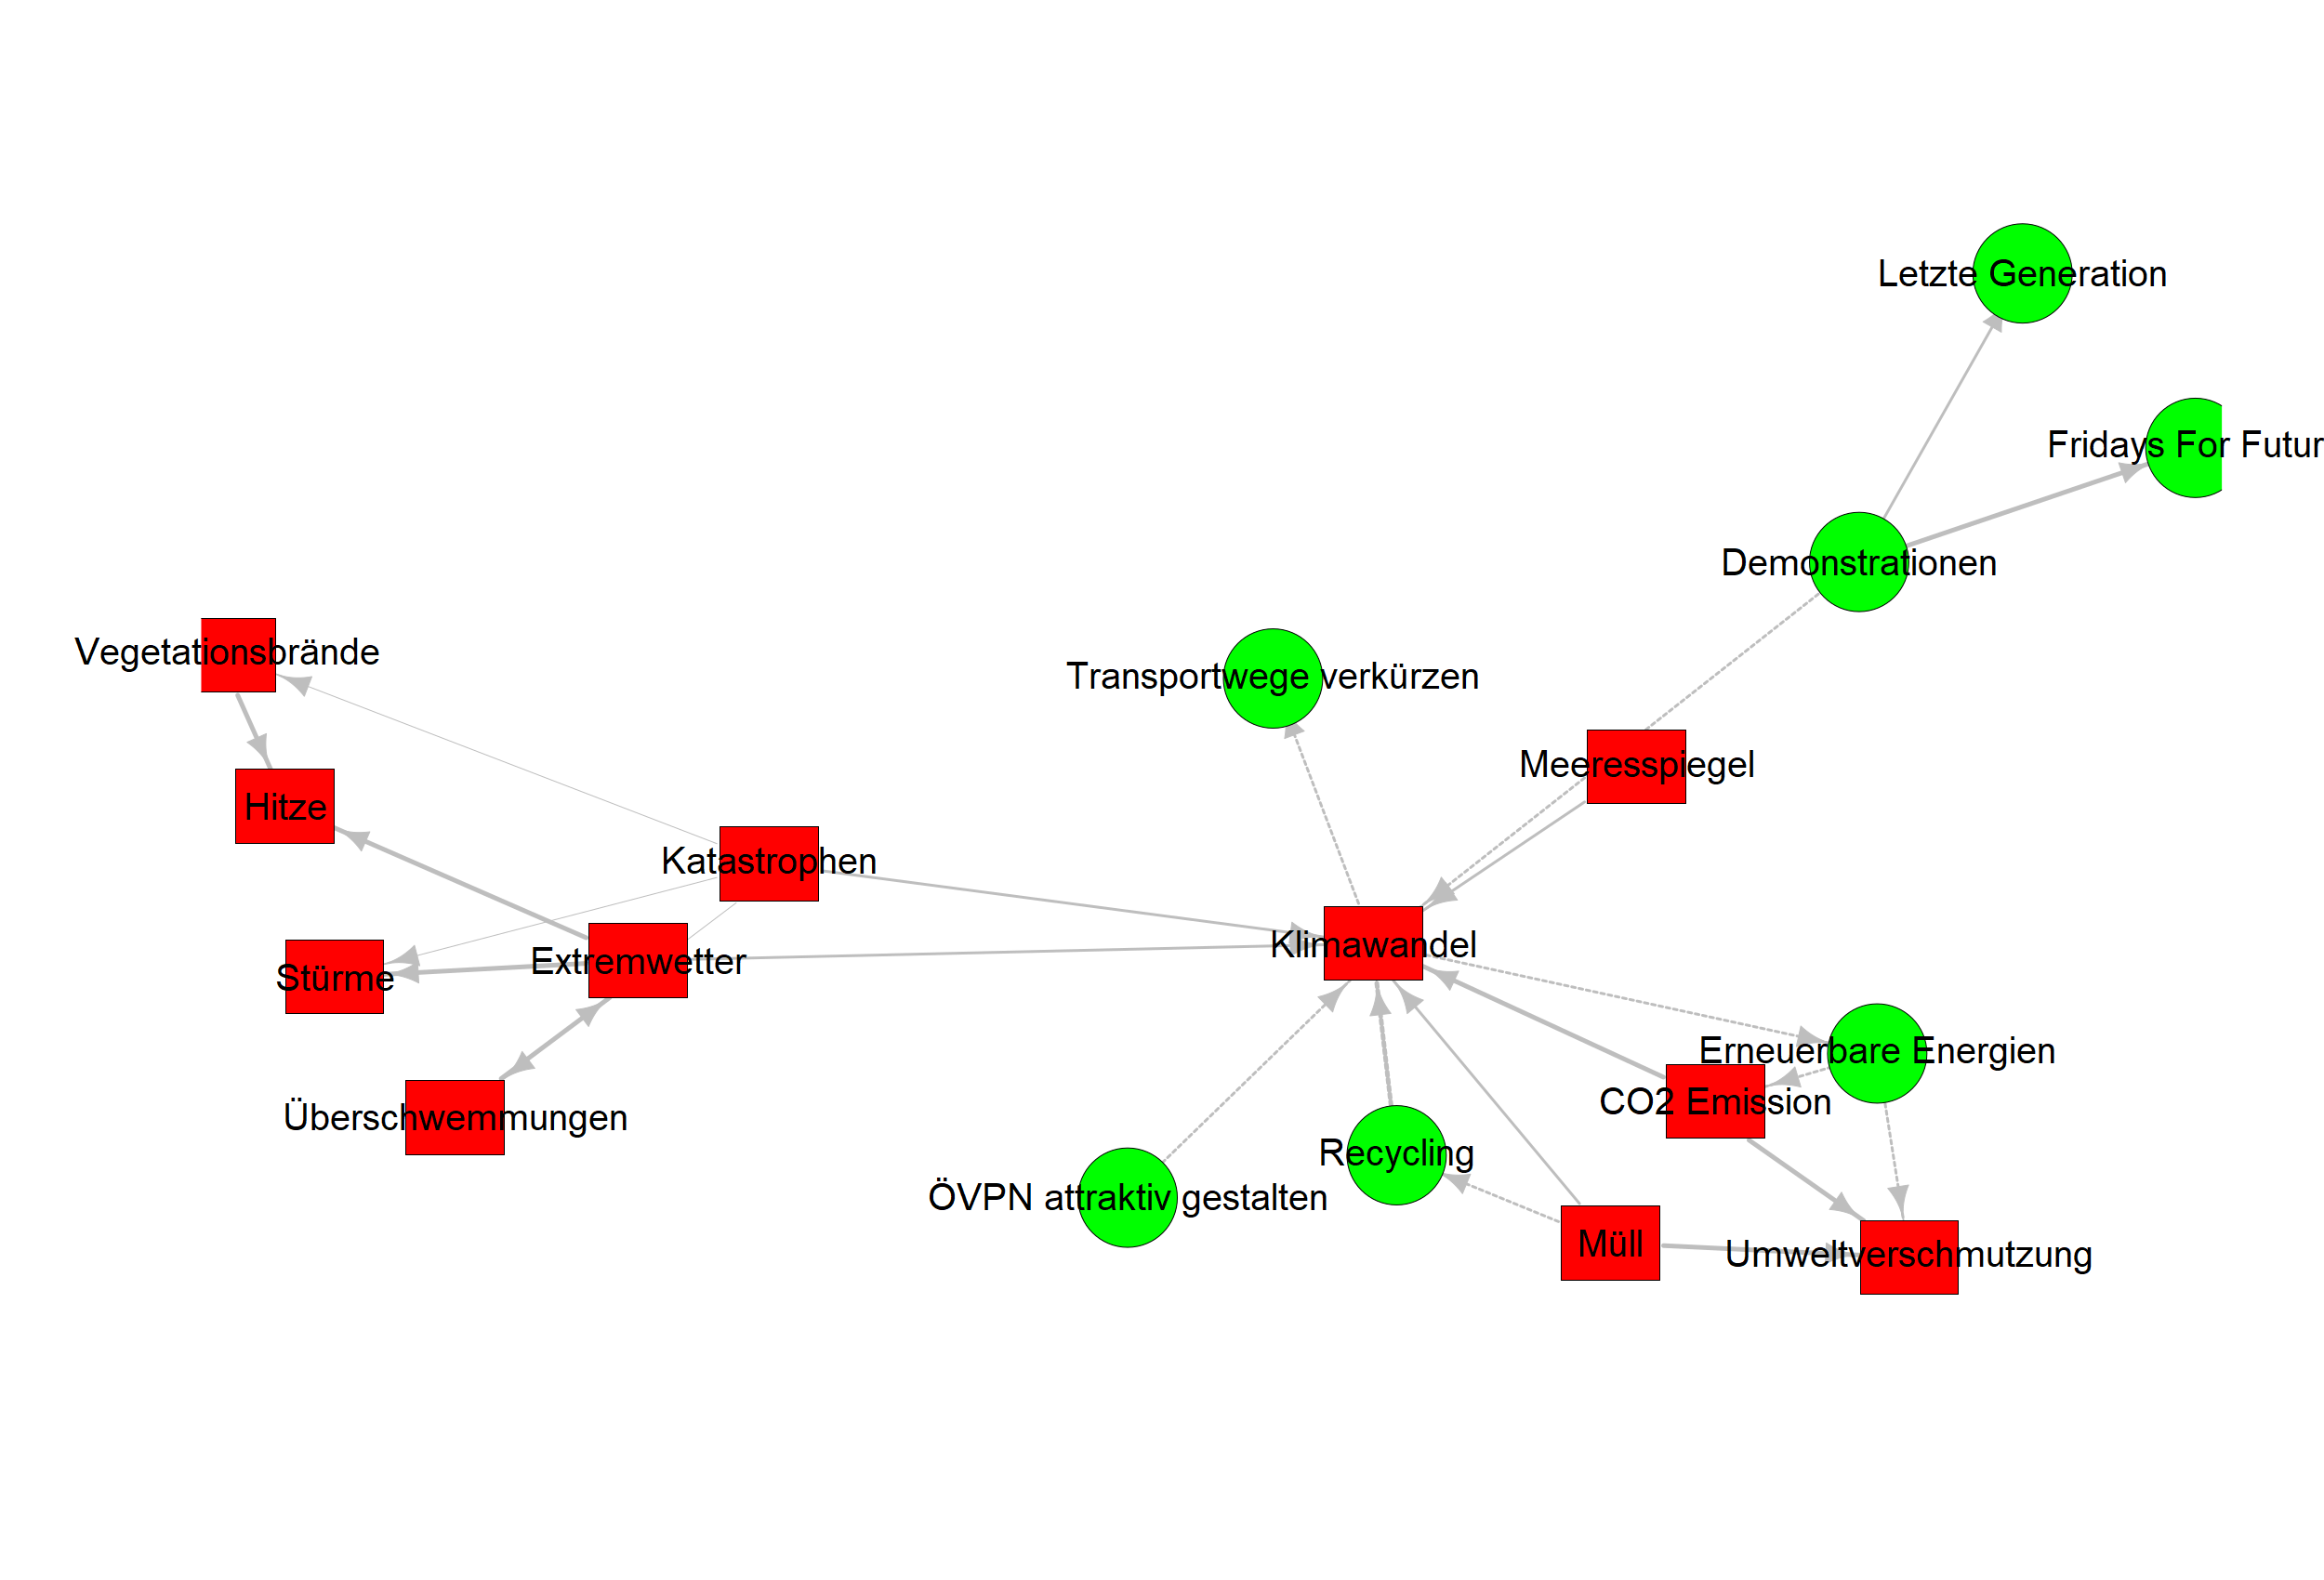 Letzte Generation
Fridays For Futur
Demonstrationen
Vegetationsbrände
Transportwege verkürzen
Meeresspiegel
Hitze
Katastrophen
Klimawandel
Extremwetter
Stürme
Erneuerbare Energien
CO2 Emission
Überschwemmungen
Recycling
ÖVPN attraktiv gestalten
Müll
Umweltverschmutzung